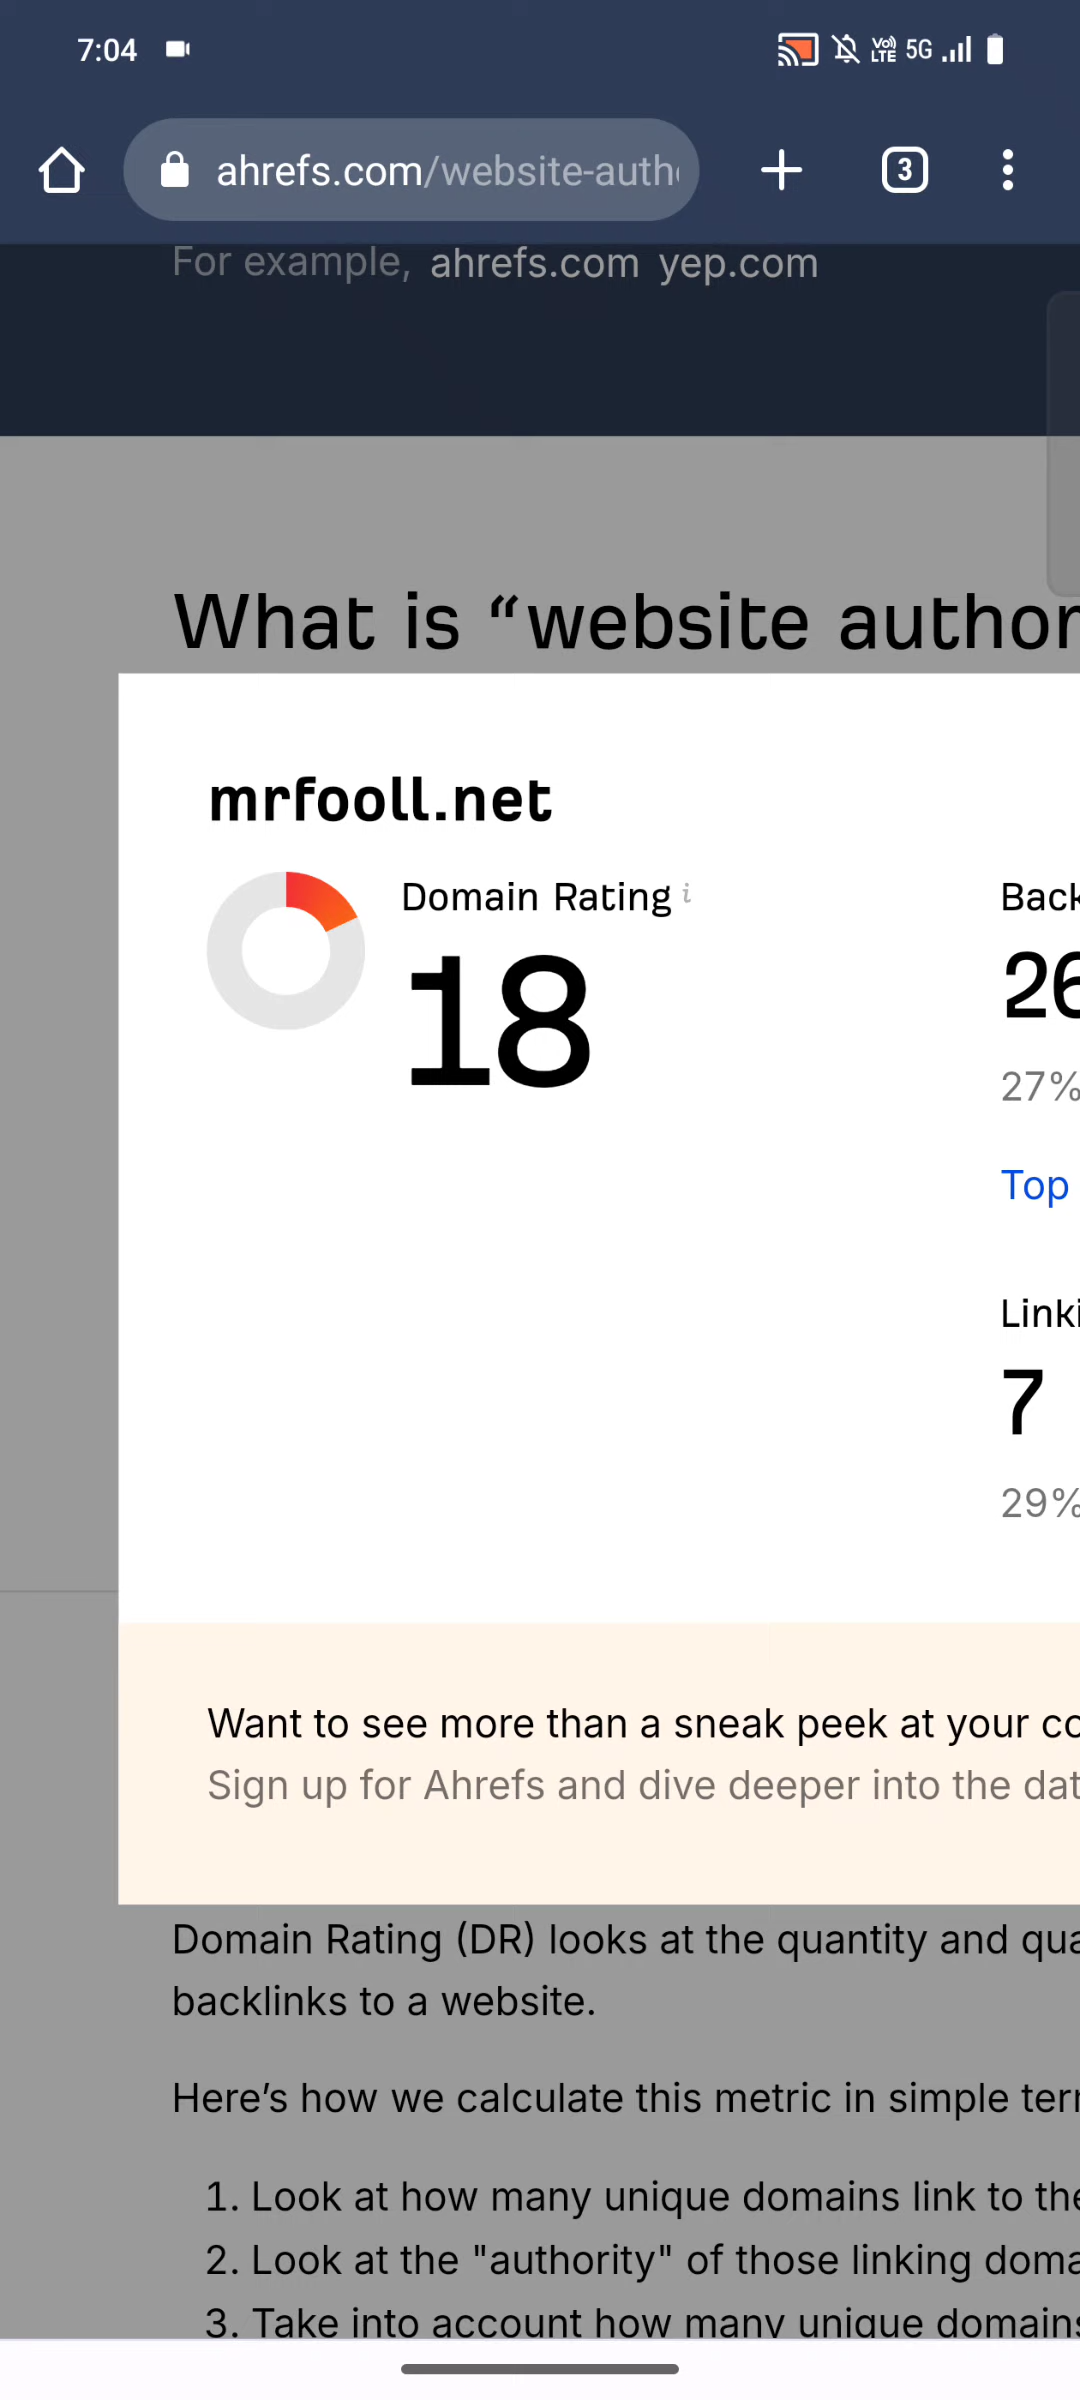 7:04
Vo)) LTE 5G
ahrefs.com/website-auth
3
For example, ahrefs.com yep.com
What is “website author
mrfooll.net
Domain Rating i
18
Back
26
27%
Top
Linki
7
29%
Want to see more than a sneak peek at your co
Sign up for Ahrefs and dive deeper into the dat
Domain Rating (DR) looks at the quantity and qua
backlinks to a website.
Here’s how we calculate this metric in simple ter
1. Look at how many unique domains link to the
2. Look at the "authority" of those linking doma
3. Take into account how many unique domains